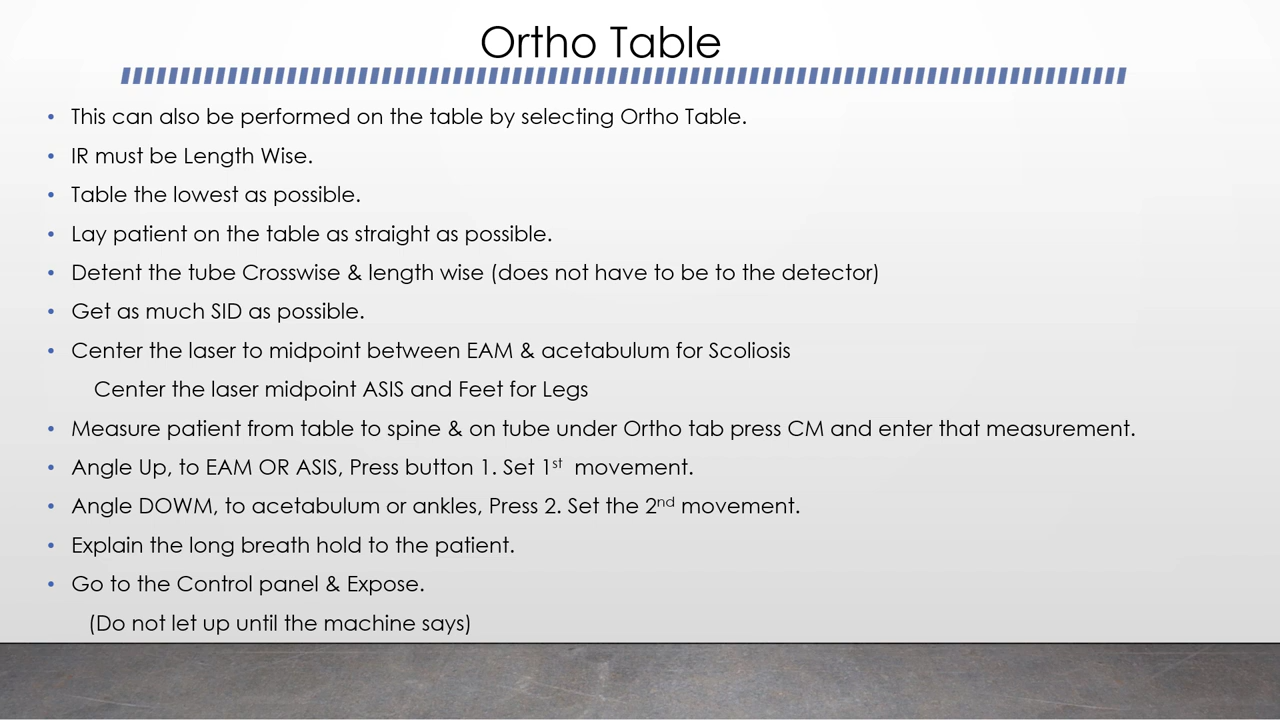 Ortho Table
• This can also be performed on the table by selecting Ortho Table.
• IR must be Length Wise.
• Table the lowest as possible.
• Lay patient on the table as straight as possible.
• Detent the tube Crosswise & length wise (does not have to be to the detector)
• Get as much SID as possible.
• Center the laser to midpoint between EAM & acetabulum for Scoliosis
Center the laser midpoint ASIS and Feet for Legs
• Measure patient from table to spine & on tube under Ortho tab press CM and enter that measurement.
• Angle Up, to EAM OR ASIS, Press button 1. Set 1st movement.
• Angle DOWM, to acetabulum or ankles, Press 2. Set the 2nd movement.
• Explain the long breath hold to the patient.
• Go to the Control panel & Expose.
(Do not let up until the machine says)